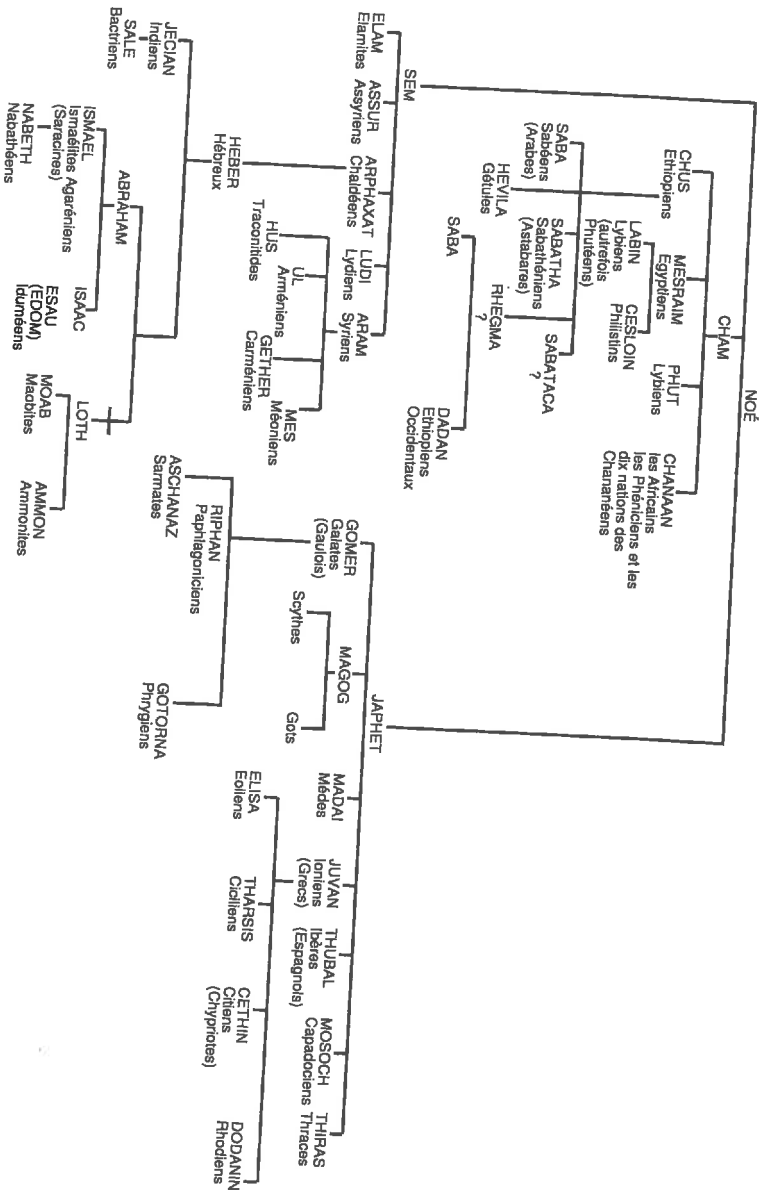 NOÉ
SEM
CHAM
JAPHET
ELAM
Elamites
ASSUR
Assyriens
ARPHAXAT
Chaldéens
LUDI
Lydiens
ARAM
Syriens
CHUS
Ethiopiens
MESRAIM
Egyptiens
PHUT
Lybiens
CHANAAN
les Africains
les Phéniciens et les
dix nations des
Chananéens
LABIN
Lybiens
(autrefois
Phutéens)
CESLOIN
Philistins
SABA
Sabéens
(Arabes)
HEVILA
Gétules
SABATHA
Sabathéniens
(Astabares)
RHEGMA
?
SABATACA
?
SABA
DADAN
Ethiopiens
Occidentaux
HEBER
Hébreux
HUS
Traconitides
UL
Arméniens
GETHER
Carméniens
MES
Méoniens
JECIAN
Indiens
SALE
Bactriens
ABRAHAM
ISMAEL
Ismaélites Agaréniens
(Saracines)
NABETH
Nabathéens
ISAAC
ESAU
(EDOM)
Iduméens
LOTH
MOAB
Maobites
AMMON
Ammonites
GOMER
Galates
(Gaulois)
MAGOG
Scythes
Gots
MADAI
Médes
JUVAN
Ioniens
(Grecs)
THUBAL
Ibères
(Espagnols)
MOSOCH
Capadociens
THIRAS
Thraces
ASCHANAZ
Sarmates
RIPHAN
Paphlagoniciens
GOTORNA
Phrygiens
ELISA
Eoliens
THARSIS
Ciciliens
CETHIN
Citiens
(Chypriotes)
DODANIN
Rhodiens